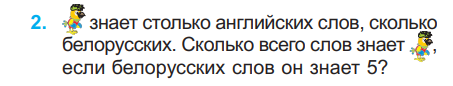 2. знает столько английских слов, сколько
белорусских. Сколько всего слов знает ,
если белорусских слов он знает 5?